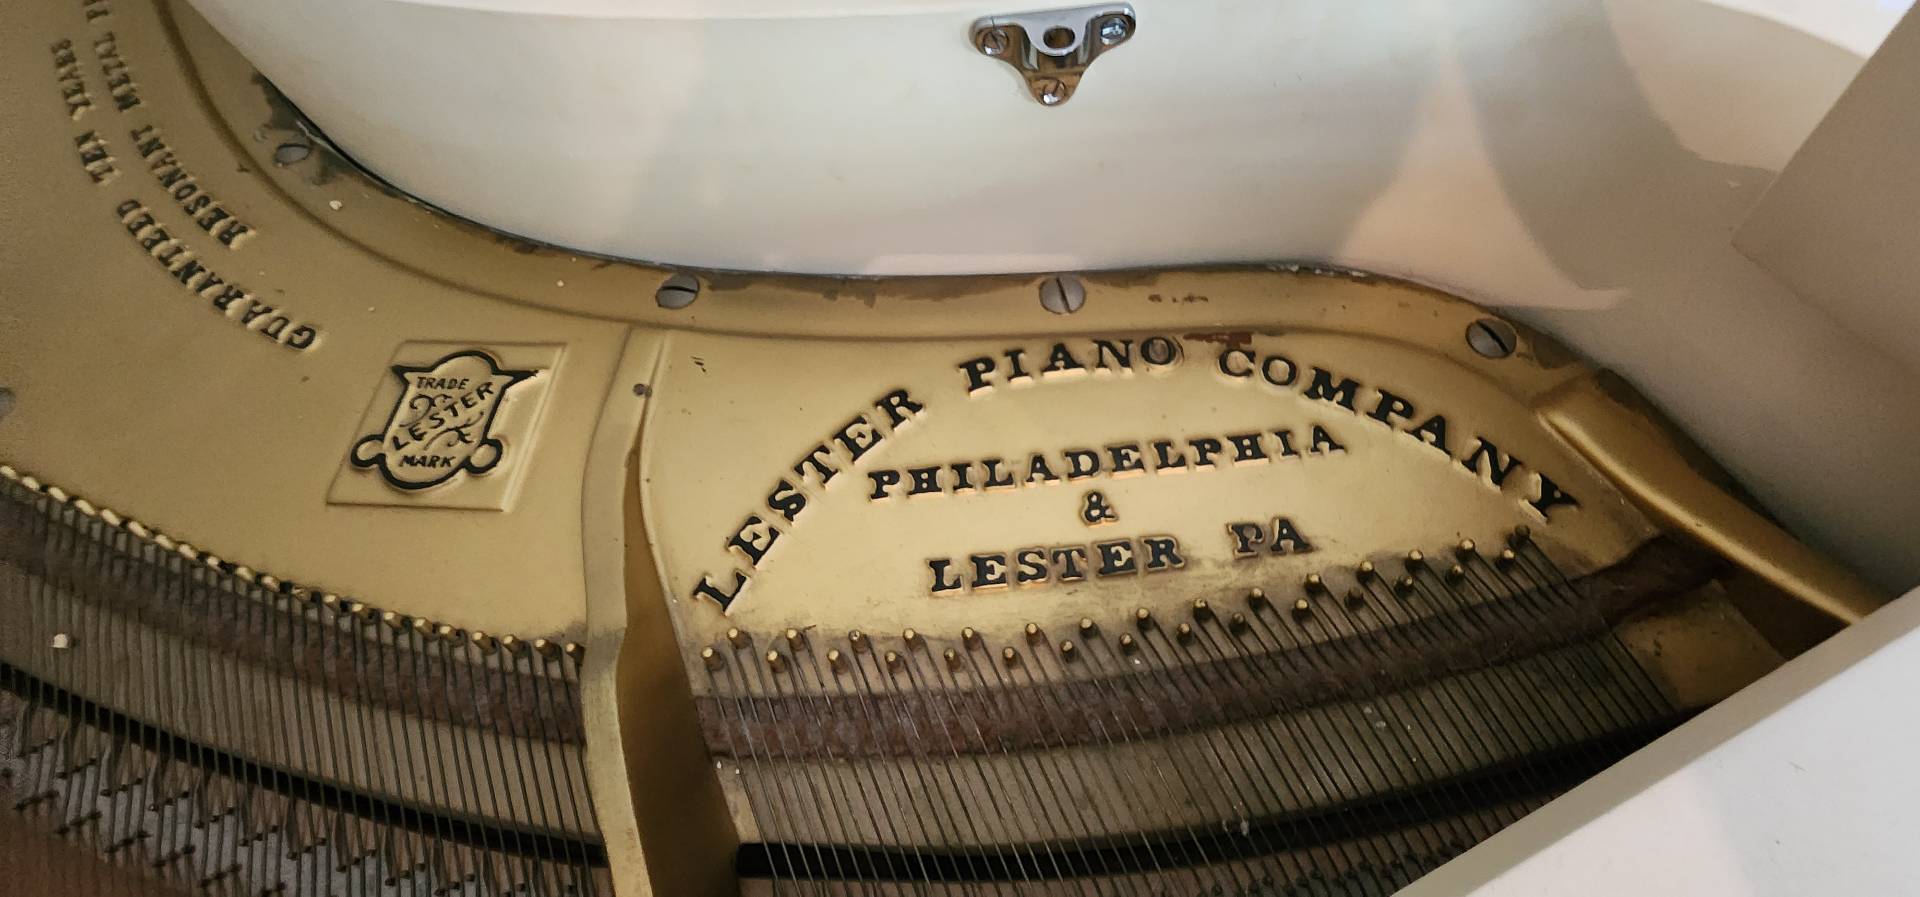 GUARANTEED TEN YEARS
RESONANT METAL
TRADE
LESTER
MARK
LESTER PIANO COMPANY
PHILADELPHIA
&
LESTER PA